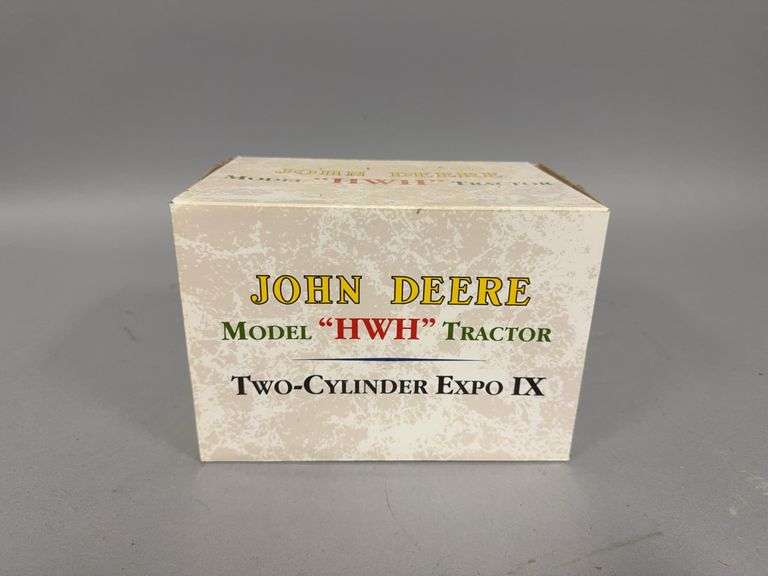 JOHN DEERE
MODEL "HWH" TRACTOR
JOHN DEERE
MODEL “HWH” TRACTOR
TWO-CYLINDER EXPO IX